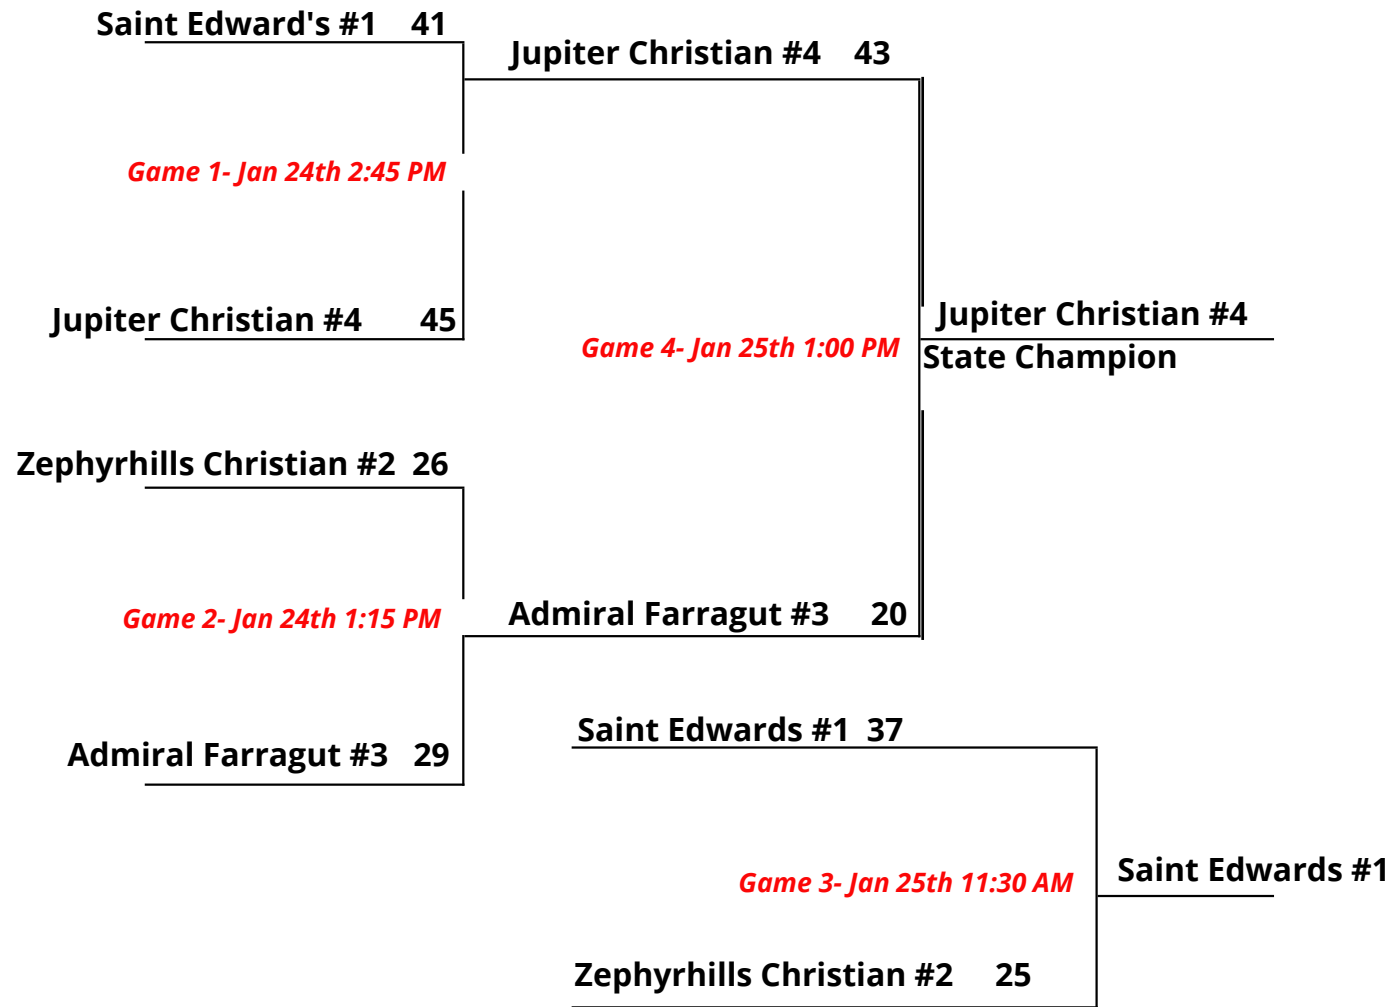 Saint Edward's #1 41
Jupiter Christian #4 43
Game 1- Jan 24th 2:45 PM
Jupiter Christian #4 45
Jupiter Christian #4
Game 4- Jan 25th 1:00 PM
State Champion
Zephyrhills Christian #2 26
Game 2- Jan 24th 1:15 PM
Admiral Farragut #3 20
Admiral Farragut #3 29
Saint Edwards #1 37
Game 3- Jan 25th 11:30 AM
Saint Edwards #1
Zephyrhills Christian #2 25